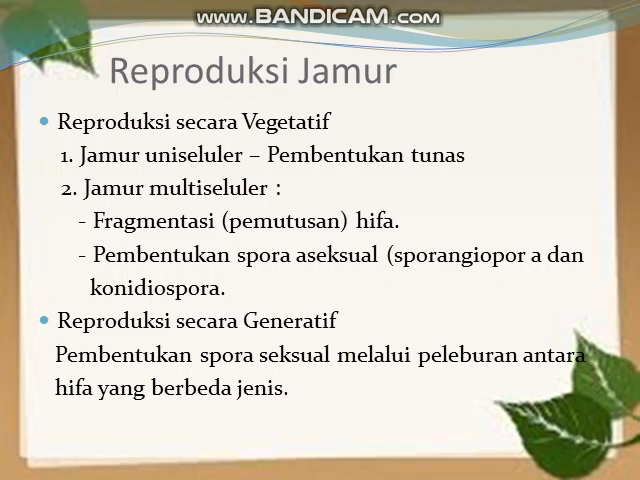 www.BANDICAM.com
Reproduksi Jamur
• Reproduksi secara Vegetatif
1. Jamur uniseluler – Pembentukan tunas
2. Jamur multiseluler :
- Fragmentasi (pemutusan) hifa.
- Pembentukan spora aseksual (sporangiopor a dan
konidiospora.
• Reproduksi secara Generatif
Pembentukan spora seksual melalui peleburan antara
hifa yang berbeda jenis.